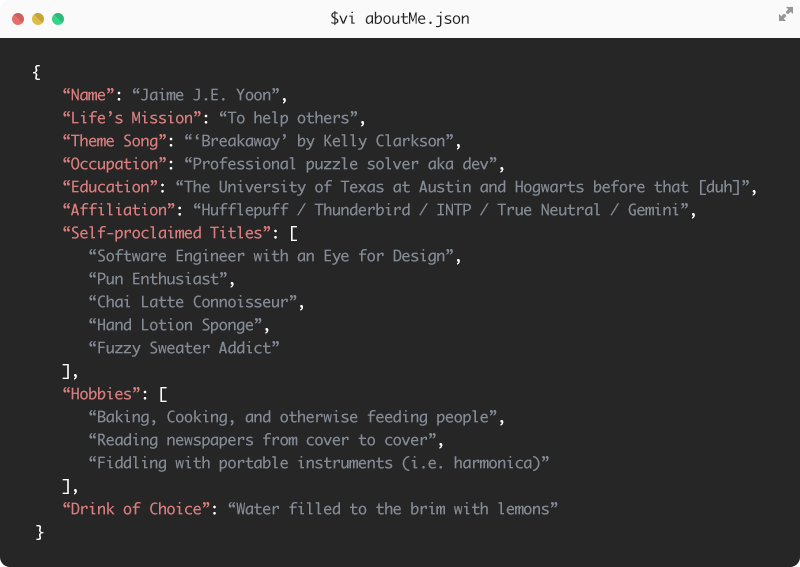 $vi aboutMe.json
{
“Name”: “Jaime J.E. Yoon”,
“Life’s Mission”: “To help others”,
“Theme Song”: “‘Breakaway’ by Kelly Clarkson”,
“Occupation”: “Professional puzzle solver aka dev”,
“Education”: “The University of Texas at Austin and Hogwarts before that [duh]”,
“Affiliation”: “Hufflepuff / Thunderbird / INTP / True Neutral / Gemini”,
“Self-proclaimed Titles”: [
“Software Engineer with an Eye for Design”,
“Pun Enthusiast”,
“Chai Latte Connoisseur”,
“Hand Lotion Sponge”,
“Fuzzy Sweater Addict”
],
“Hobbies”: [
“Baking, Cooking, and otherwise feeding people”,
“Reading newspapers from cover to cover”,
“Fiddling with portable instruments (i.e. harmonica)”
],
“Drink of Choice”: “Water filled to the brim with lemons”
}